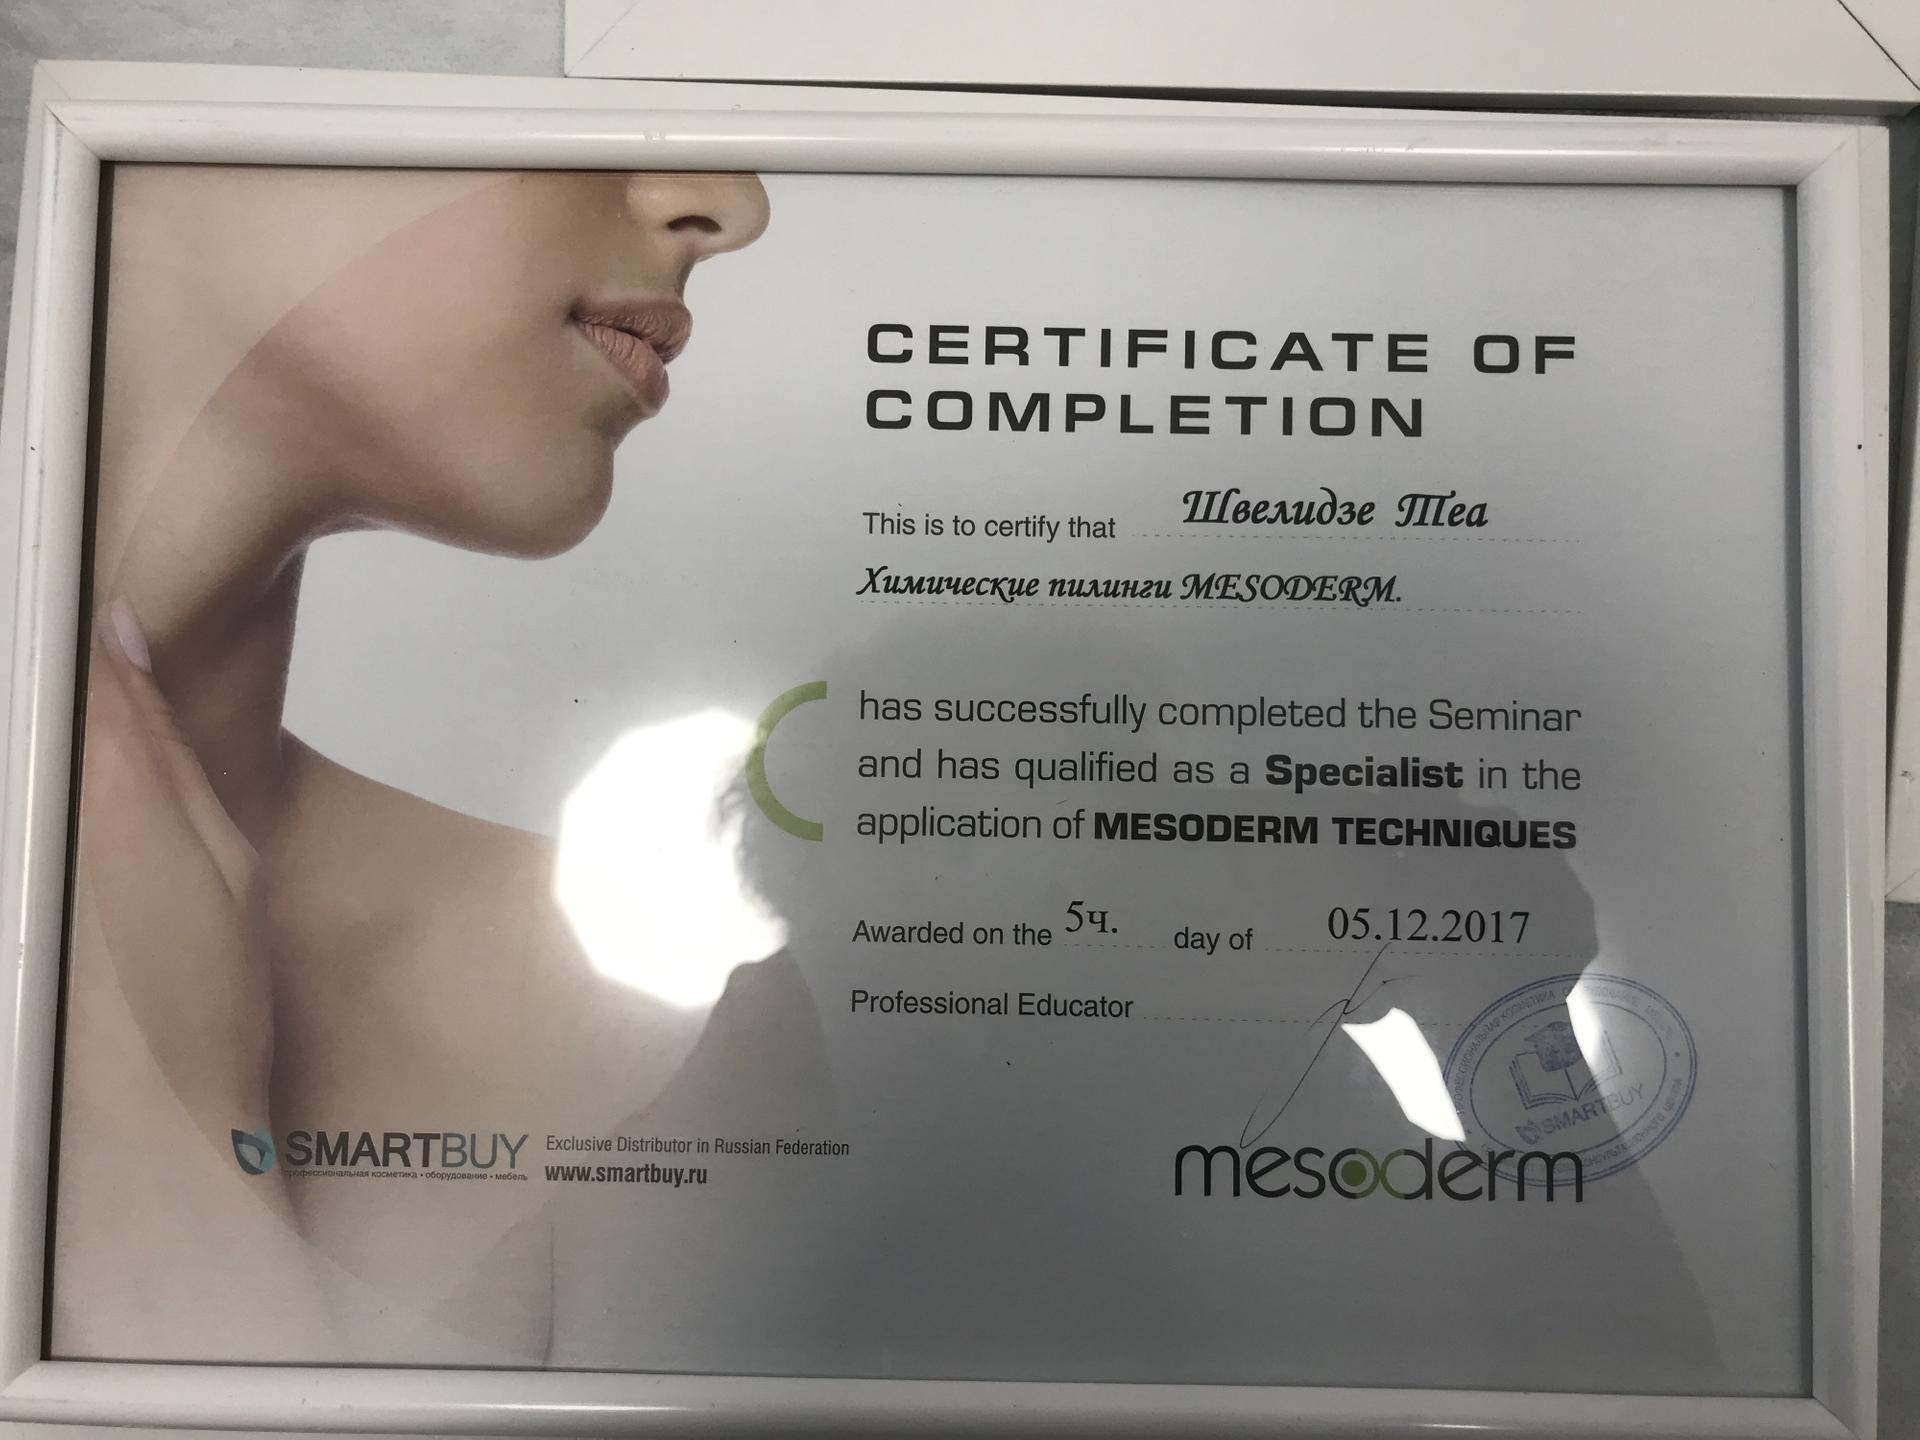 CERTIFICATE OF
COMPLETION
This is to certify that Швелидзе Теа
Химические пилинги MESODERM.
has successfully completed the Seminar
and has qualified as a Specialist in the
application of MESODERM TECHNIQUES
Awarded on the 5ч. day of 05.12.2017
Professional Educator
SMARTBUY
профессиональная косметика • оборудование • мебель
Exclusive Distributor in Russian Federation
www.smartbuy.ru
mesoderm
ПРОФЕССИОНАЛЬНАЯ КОСМЕТИКА
SMARTBUY